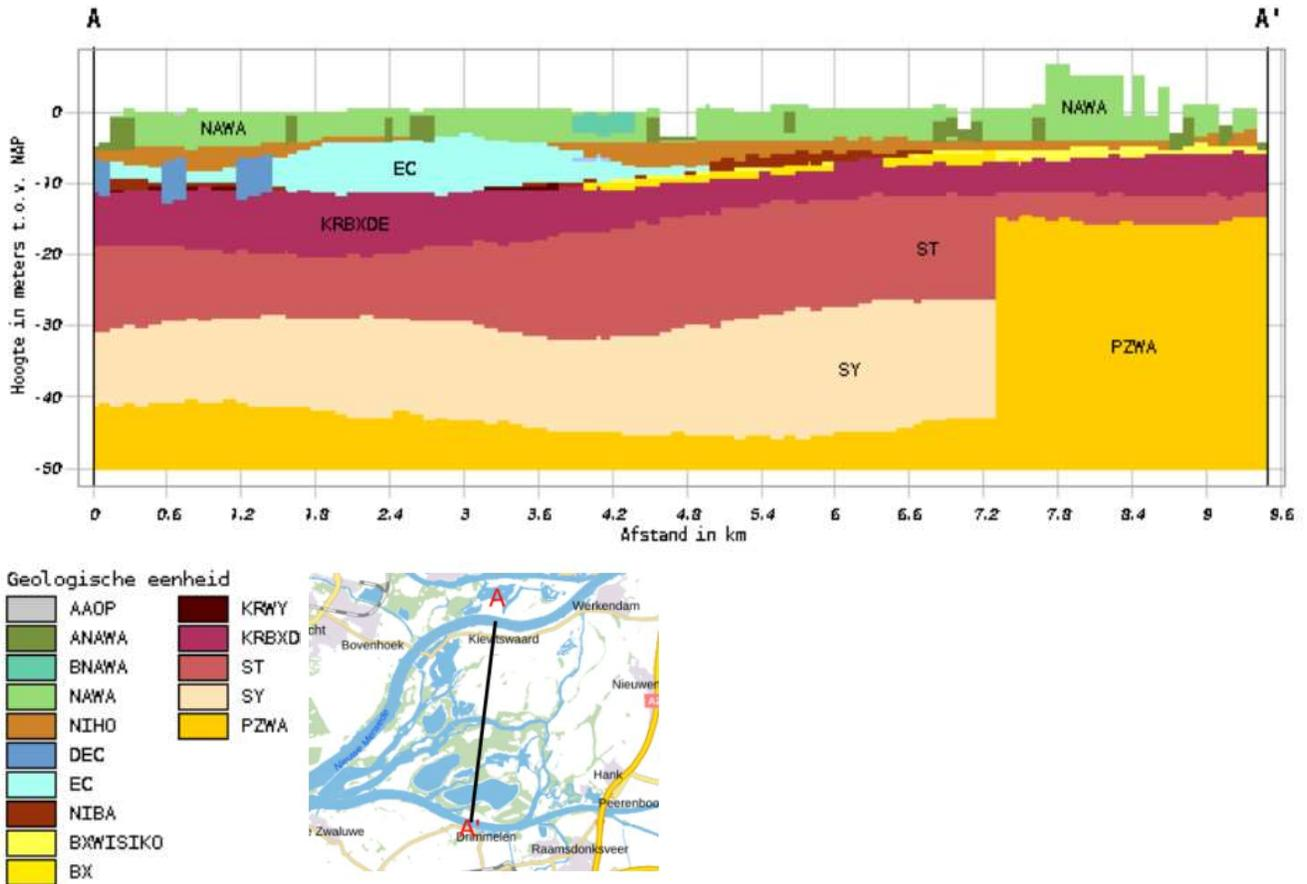 A A'
0
-10
-20
-30
-40
-50
Hoogte in meters t.o.v. NAP
NAWA
NAWA
EC
KRBXDE
ST
SY
PZWA
0 0.6 1.2 1.8 2.4 3 3.6 4.2 4.8 5.4 6 6.6 7.2 7.8 8.4 9 9.6
Afstand in km
Geologische eenheid
AAOP
ANAWA
BNAWA
NAWA
NIHO
DEC
EC
NIBA
BXWISIKO
BX
KRWY
KRBXD
ST
SY
PZWA
A
Werkendam
cht
Bovenhoek
Kievitswaard
Nieuwen
A2
Nieuwe Merwede
Hank
Peerenboo
Zwaluwe
A'
Drimmelen
Raamsdonksveer